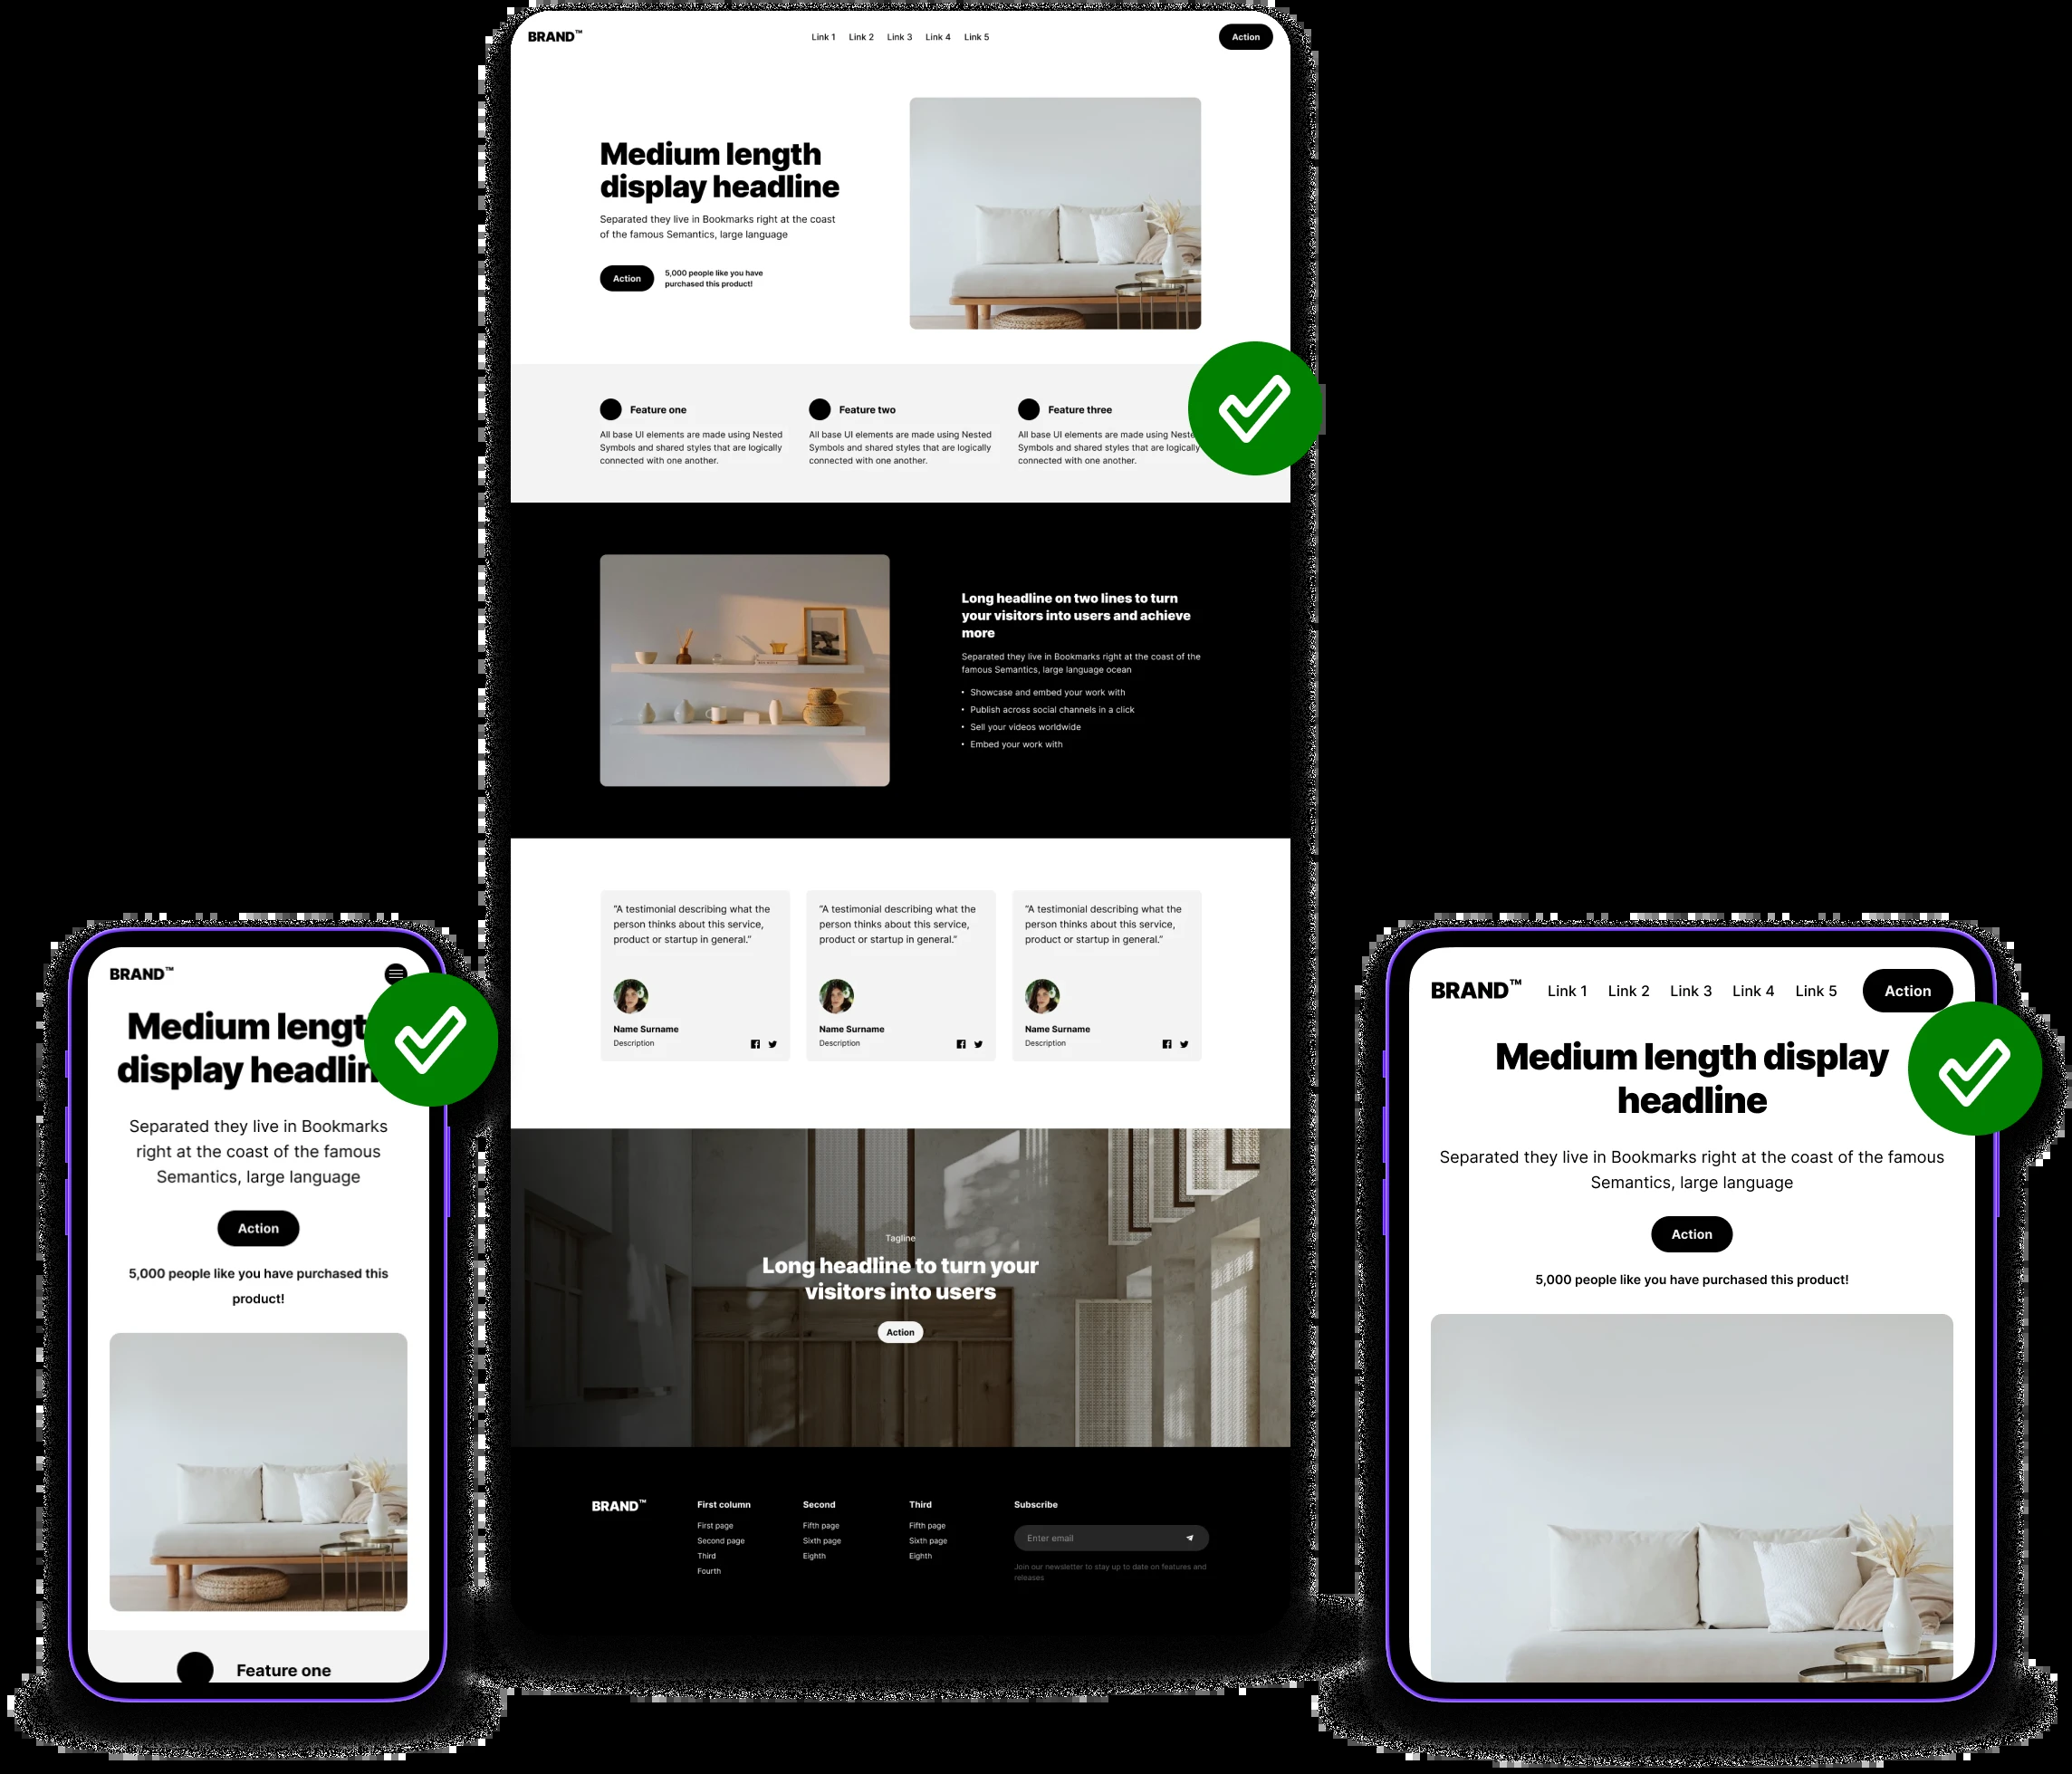 BRAND™
Link 1 Link 2 Link 3 Link 4 Link 5
Action
Medium length
display headline
Separated they live in Bookmarks right at the coast
of the famous Semantics, large language
Action
5,000 people like you have
purchased this product!
Feature one
All base UI elements are made using Nested
Symbols and shared styles that are logically
connected with one another.
Feature two
All base UI elements are made using Nested
Symbols and shared styles that are logically
connected with one another.
Feature three
All base UI elements are made using Neste
Symbols and shared styles that are logically
connected with one another.
Long headline on two lines to turn
your visitors into users and achieve
more
Separated they live in Bookmarks right at the coast of the
famous Semantics, large language ocean
• Showcase and embed your work with
• Publish across social channels in a click
• Sell your videos worldwide
• Embed your work with
“A testimonial describing what the
person thinks about this service,
product or startup in general.”
Name Surname
Description
“A testimonial describing what the
person thinks about this service,
product or startup in general.”
Name Surname
Description
“A testimonial describing what the
person thinks about this service,
product or startup in general.”
Name Surname
Description
Tagline
Long headline to turn your
visitors into users
Action
BRAND™
First column
First page
Second page
Third
Fourth
Second
Fifth page
Sixth page
Eighth
Third
Fifth page
Sixth page
Eighth
Subscribe
Enter email
Join our newsletter to stay up to date on features and
releases
BRAND™
Medium lengt
display headlin
Separated they live in Bookmarks
right at the coast of the famous
Semantics, large language
Action
5,000 people like you have purchased this
product!
Feature one
BRAND™
Link 1 Link 2 Link 3 Link 4 Link 5
Action
Medium length display
headline
Separated they live in Bookmarks right at the coast of the famous
Semantics, large language
Action
5,000 people like you have purchased this product!